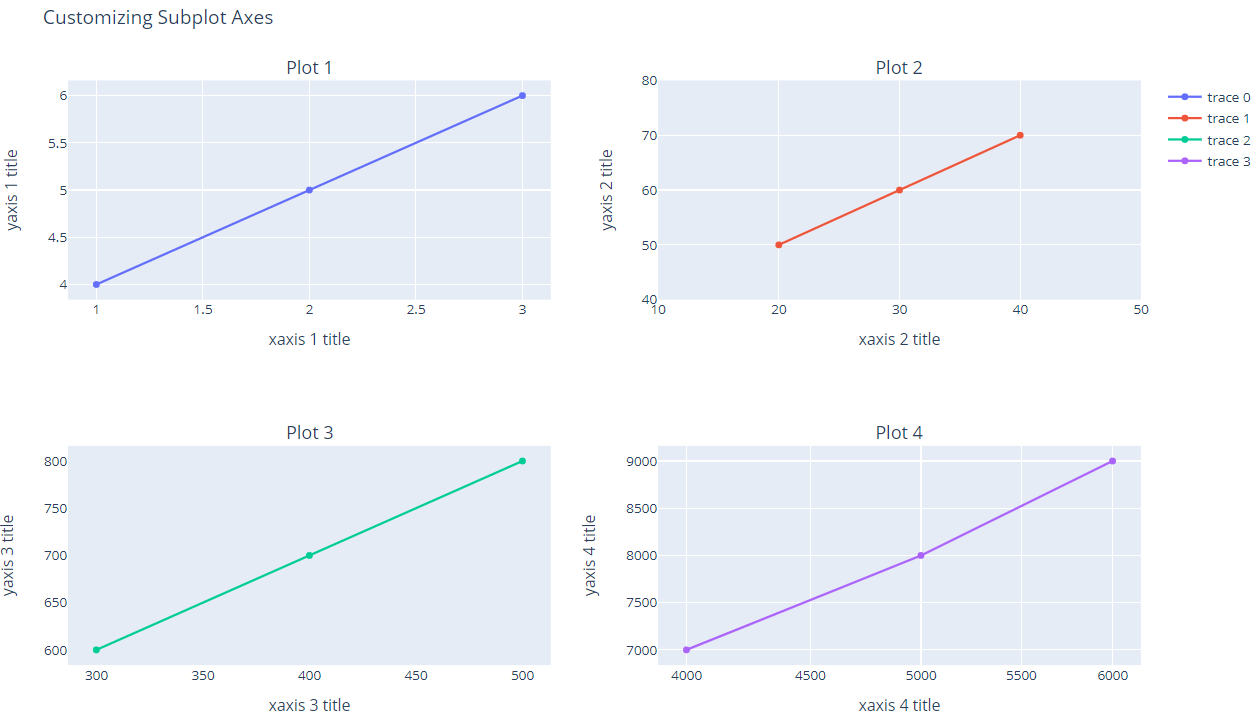 Customizing Subplot Axes
Plot 1
yaxis 1 title
6
5.5
5
4.5
4
1 1.5 2 2.5 3
xaxis 1 title
Plot 2
yaxis 2 title
80
70
60
50
40
10 20 30 40 50
xaxis 2 title
trace 0
trace 1
trace 2
trace 3
Plot 3
yaxis 3 title
800
750
700
650
600
300 350 400 450 500
xaxis 3 title
Plot 4
yaxis 4 title
9000
8500
8000
7500
7000
4000 4500 5000 5500 6000
xaxis 4 title